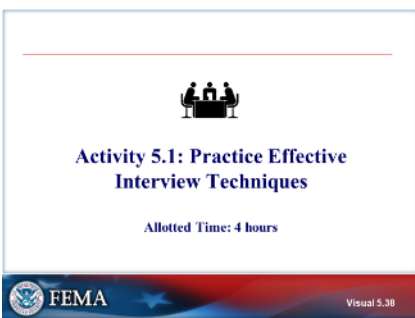 Activity 5.1: Practice Effective
Interview Techniques
Allotted Time: 4 hours
FEMA
Visual 5.38